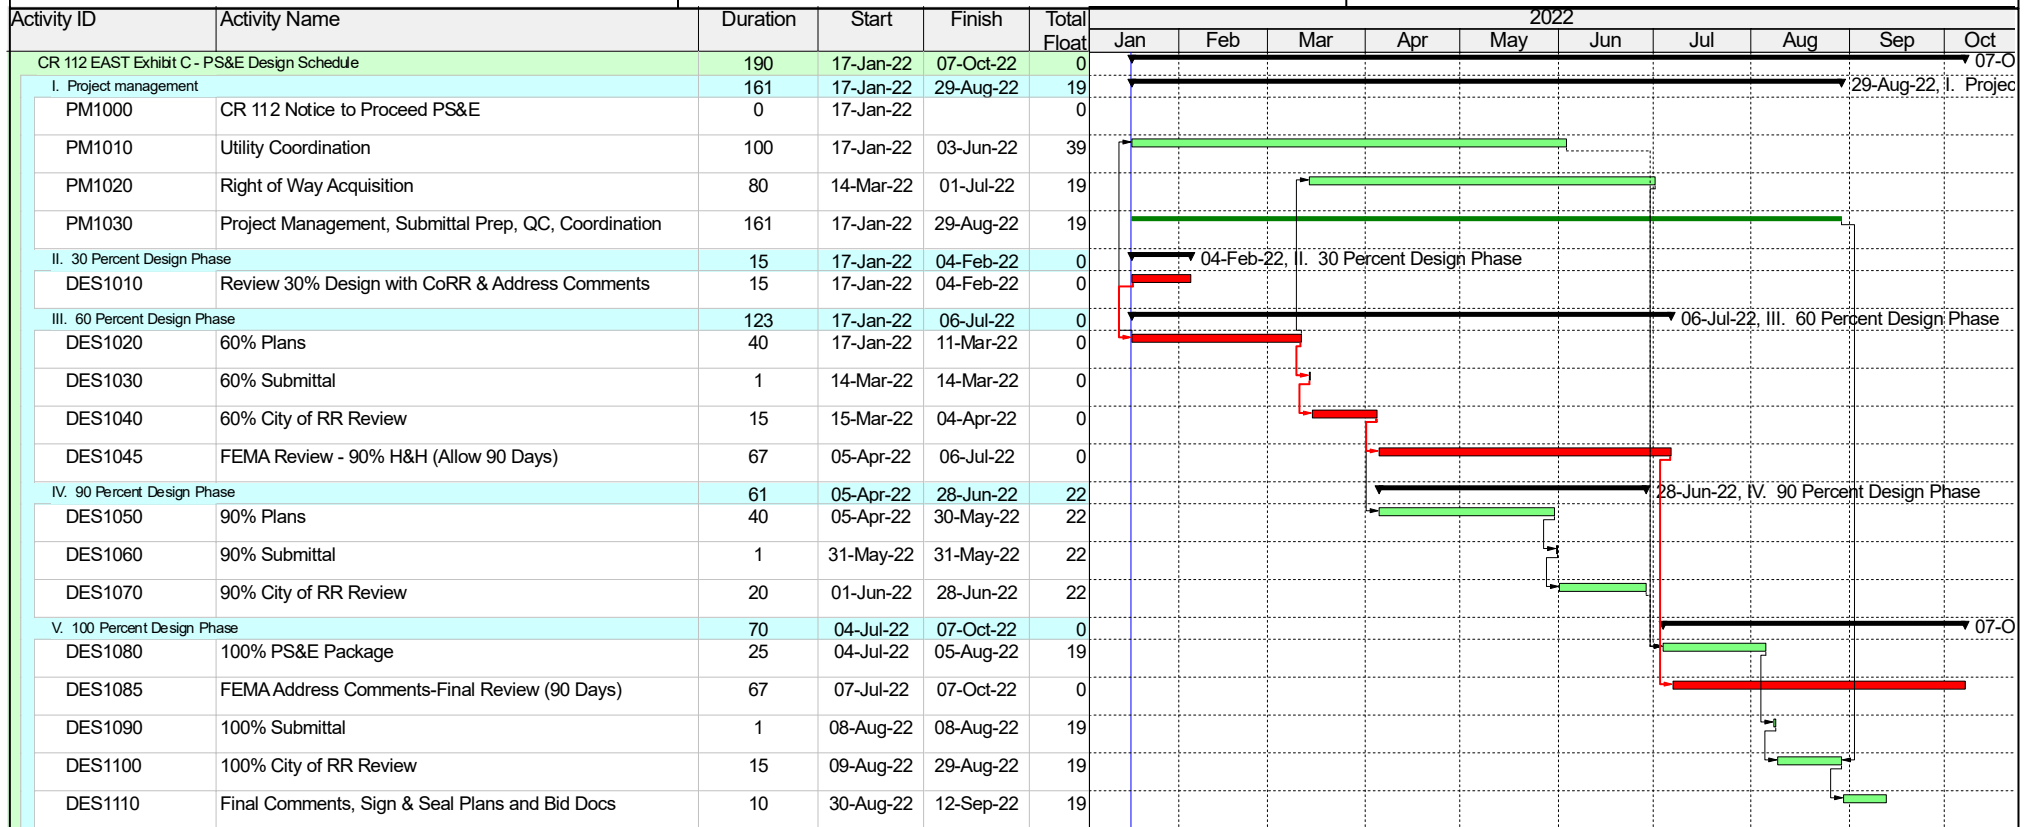 Activity ID Activity Name Duration Start Finish Total Float 2022
Jan Feb Mar Apr May Jun Jul Aug Sep Oct
CR 112 EAST Exhibit C - PS&E Design Schedule 190 17-Jan-22 07-Oct-22 0 07-O
I. Project management 161 17-Jan-22 29-Aug-22 19 29-Aug-22, I. Projec
PM1000 CR 112 Notice to Proceed PS&E 0 17-Jan-22 0
PM1010 Utility Coordination 100 17-Jan-22 03-Jun-22 39
PM1020 Right of Way Acquisition 80 14-Mar-22 01-Jul-22 19
PM1030 Project Management, Submittal Prep, QC, Coordination 161 17-Jan-22 29-Aug-22 19
II. 30 Percent Design Phase 15 17-Jan-22 04-Feb-22 0 04-Feb-22, II. 30 Percent Design Phase
DES1010 Review 30% Design with CoRR & Address Comments 15 17-Jan-22 04-Feb-22 0
III. 60 Percent Design Phase 123 17-Jan-22 06-Jul-22 0 06-Jul-22, III. 60 Percent Design Phase
DES1020 60% Plans 40 17-Jan-22 11-Mar-22 0
DES1030 60% Submittal 1 14-Mar-22 14-Mar-22 0
DES1040 60% City of RR Review 15 15-Mar-22 04-Apr-22 0
DES1045 FEMA Review - 90% H&H (Allow 90 Days) 67 05-Apr-22 06-Jul-22 0
IV. 90 Percent Design Phase 61 05-Apr-22 28-Jun-22 22 28-Jun-22, IV. 90 Percent Design Phase
DES1050 90% Plans 40 05-Apr-22 30-May-22 22
DES1060 90% Submittal 1 31-May-22 31-May-22 22
DES1070 90% City of RR Review 20 01-Jun-22 28-Jun-22 22
V. 100 Percent Design Phase 70 04-Jul-22 07-Oct-22 0 07-O
DES1080 100% PS&E Package 25 04-Jul-22 05-Aug-22 19
DES1085 FEMA Address Comments-Final Review (90 Days) 67 07-Jul-22 07-Oct-22 0
DES1090 100% Submittal 1 08-Aug-22 08-Aug-22 19
DES1100 100% City of RR Review 15 09-Aug-22 29-Aug-22 19
DES1110 Final Comments, Sign & Seal Plans and Bid Docs 10 30-Aug-22 12-Sep-22 19